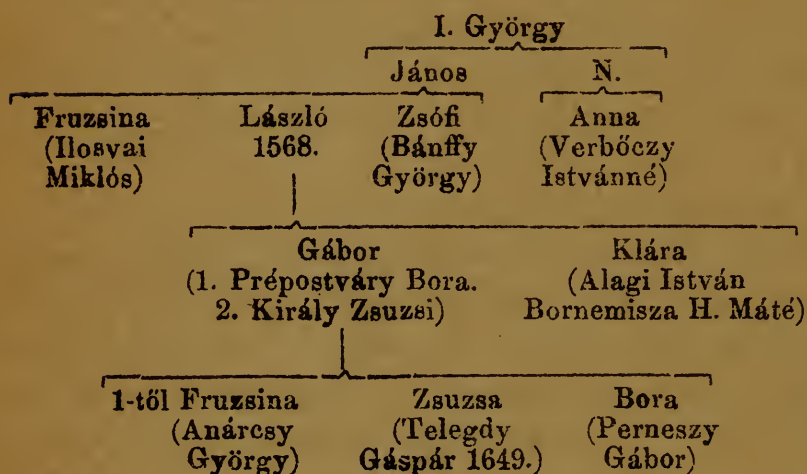 I. György
János N.
Fruzsina László Zsófi Anna
(Ilosvai 1568. (Bánffy (Verbőczy
Miklós) György) Istvánné)
Gábor Klára
(1. Prépostváry Bora. (Alagi István
2. Király Zsuzsi) Bornemisza H. Máté)
1-től Fruzsina Zsuzsa Bora
(Anárcsy (Telegdy (Perneszy
György) Gáspár 1649.) Gábor)